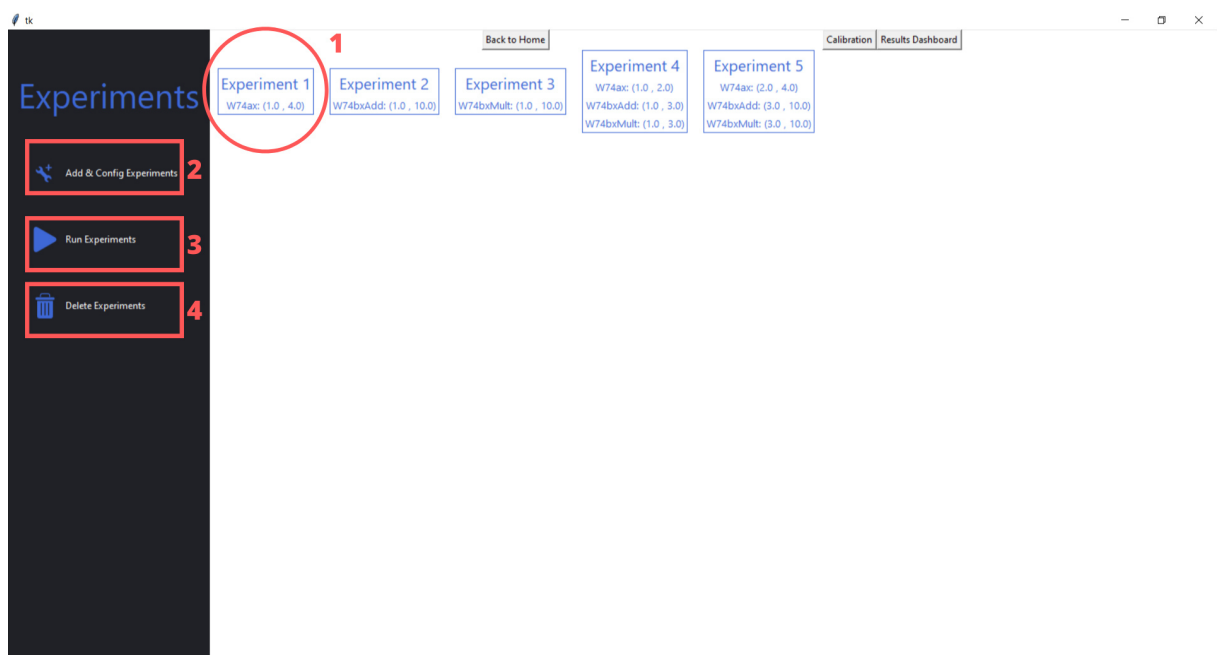 tk
Back to Home
Calibration
Results Dashboard
Experiments
1
Experiment 1
W74ax: (1.0 , 4.0)
Experiment 2
W74bxAdd: (1.0 , 10.0)
Experiment 3
W74bxMult: (1.0 , 10.0)
Experiment 4
W74ax: (1.0 , 2.0)
W74bxAdd: (1.0 , 3.0)
W74bxMult: (1.0 , 3.0)
Experiment 5
W74ax: (2.0 , 4.0)
W74bxAdd: (3.0 , 10.0)
W74bxMult: (3.0 , 10.0)
Add & Config Experiments
2
Run Experiments
3
Delete Experiments
4